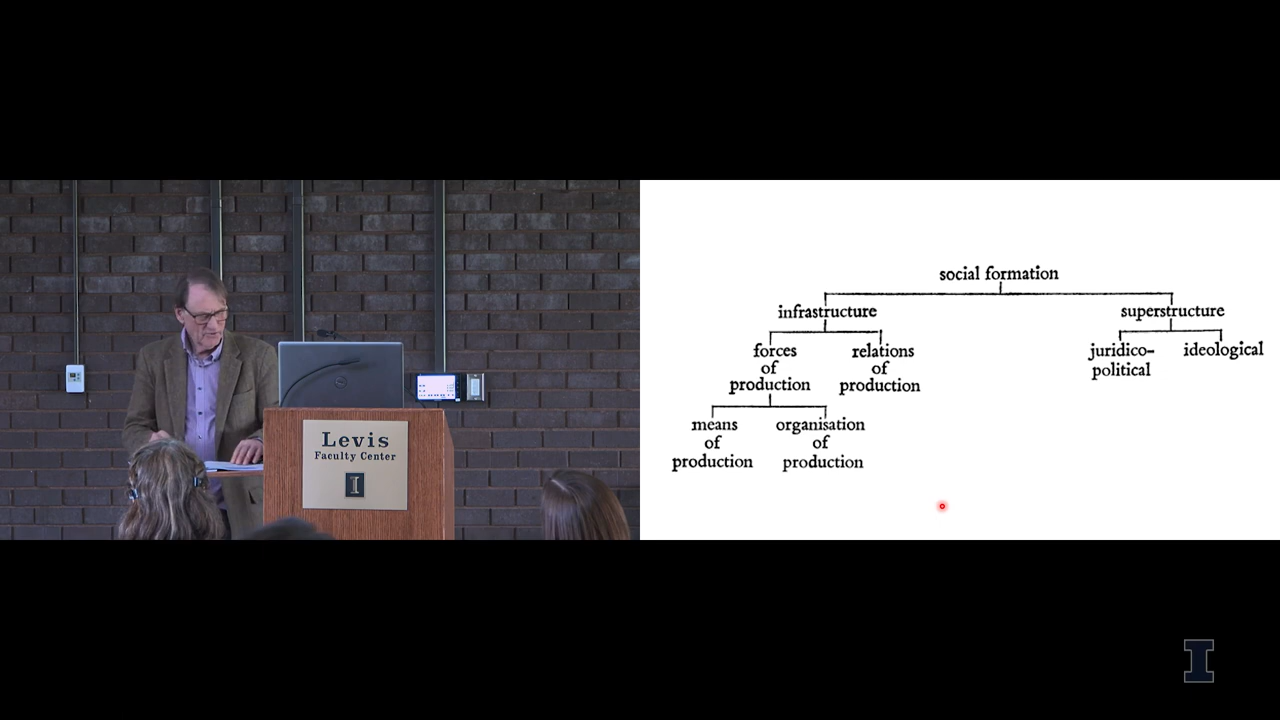 Levis
Faculty Center
I
social formation
infrastructure
superstructure
forces
of
production
relations
of
production
juridico-
political
ideological
means
of
production
organisation
of
production
I